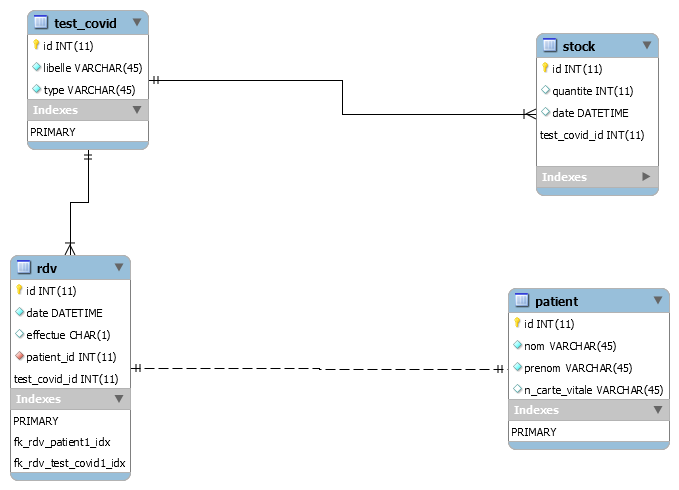 test_covid
id INT(11)
libelle VARCHAR(45)
type VARCHAR(45)
Indexes
PRIMARY
stock
id INT(11)
quantite INT(11)
date DATETIME
test_covid_id INT(11)
Indexes
rdv
id INT(11)
date DATETIME
effectue CHAR(1)
patient_id INT(11)
test_covid_id INT(11)
Indexes
PRIMARY
fk_rdv_patient1_idx
fk_rdv_test_covid1_idx
patient
id INT(11)
nom VARCHAR(45)
prenom VARCHAR(45)
n_carte_vitale VARCHAR(45)
Indexes
PRIMARY